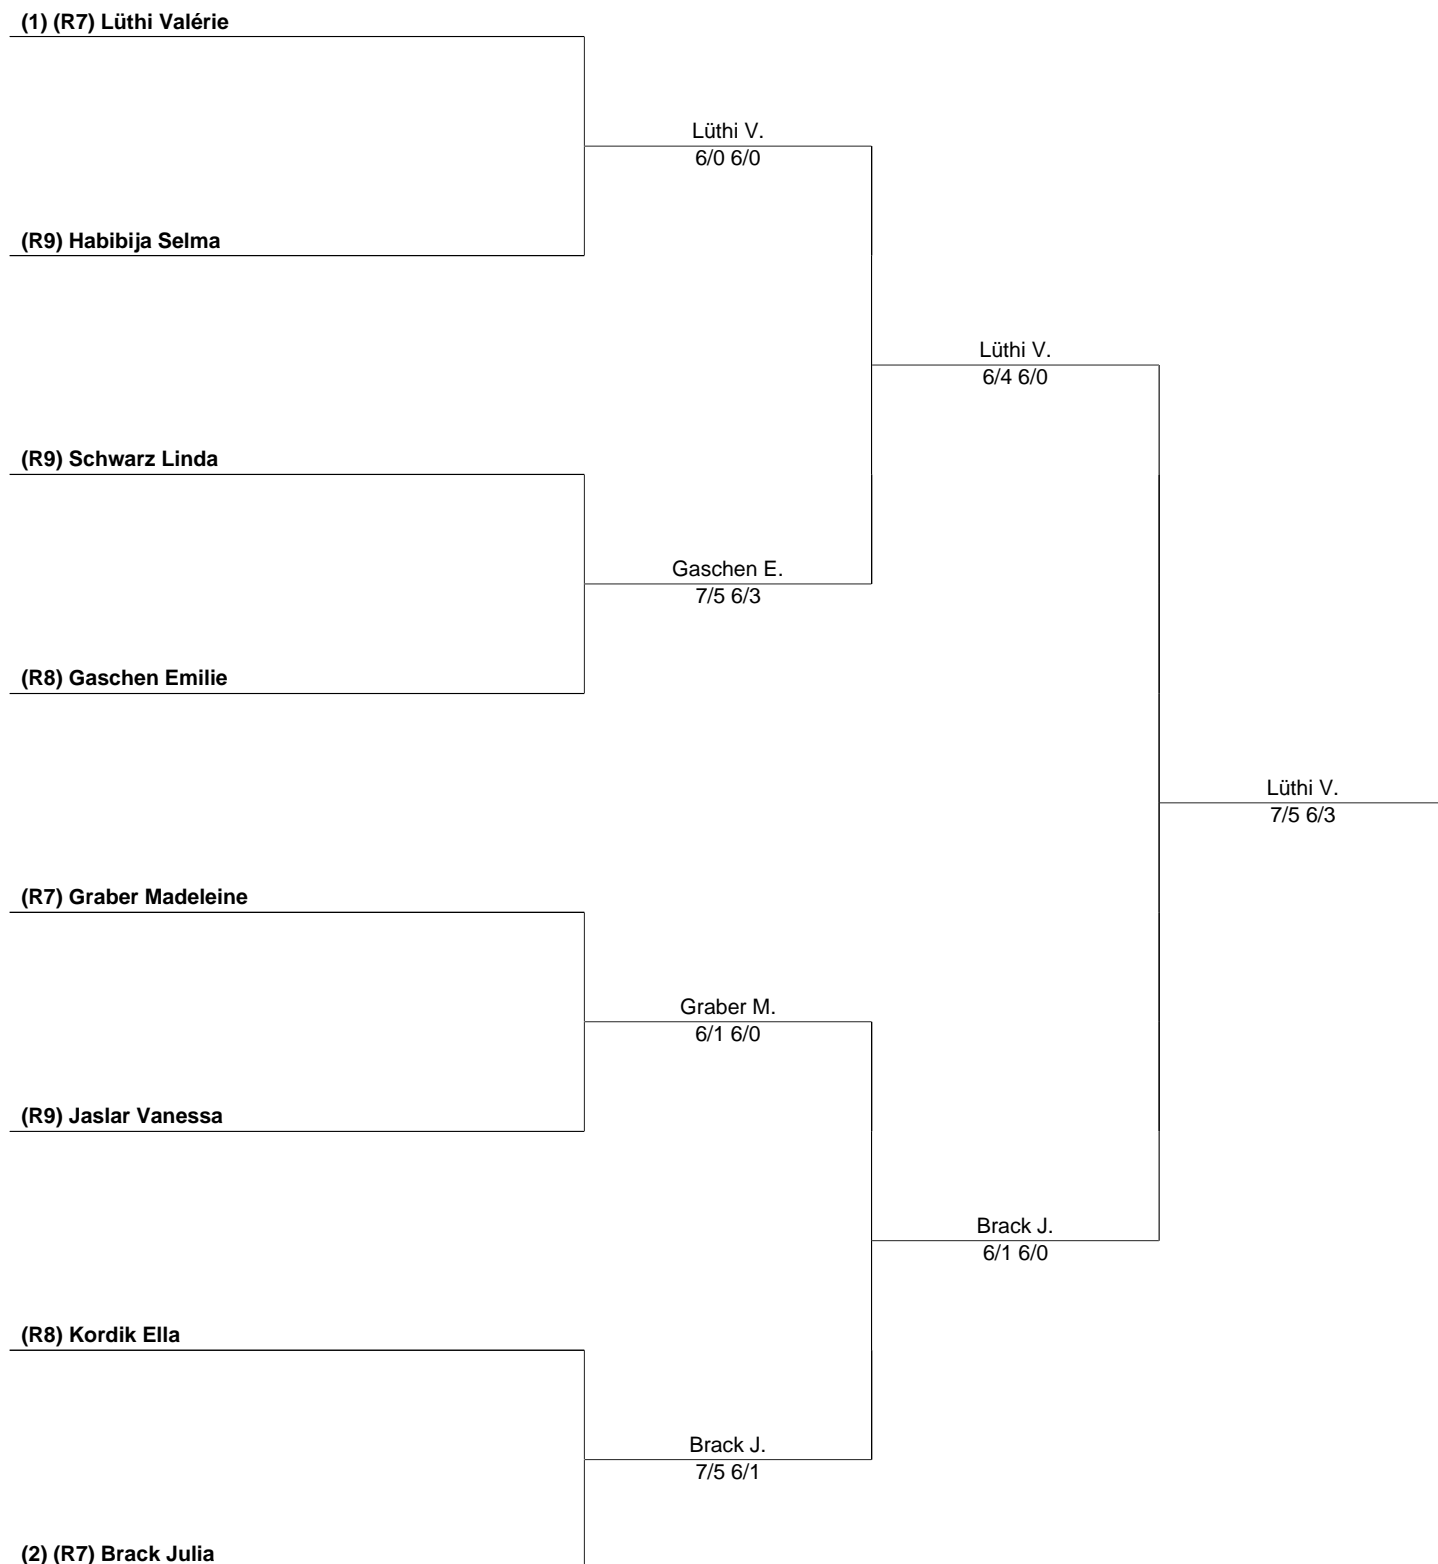 (1) (R7) Lüthi Valérie
Lüthi V.
6/0 6/0
(R9) Habibija Selma
Lüthi V.
6/4 6/0
(R9) Schwarz Linda
Gaschen E.
7/5 6/3
(R8) Gaschen Emilie
Lüthi V.
7/5 6/3
(R7) Graber Madeleine
Graber M.
6/1 6/0
(R9) Jaslar Vanessa
Brack J.
6/1 6/0
(R8) Kordik Ella
Brack J.
7/5 6/1
(2) (R7) Brack Julia